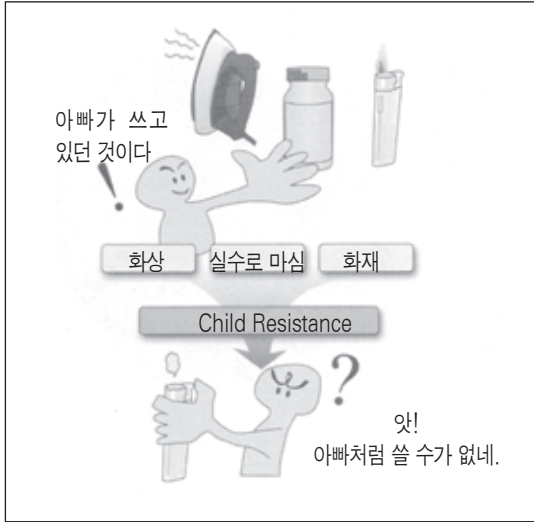 아빠가 쓰고
있던 것이다
화상 실수로 마심 화재
Child Resistance
앗!
아빠처럼 쓸 수가 없네.